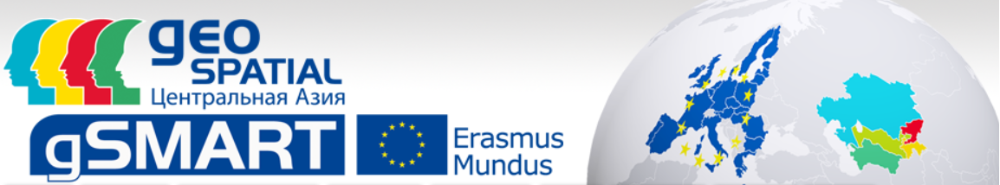 geo
SPATIAL
Центральная Азия
gSMART
Erasmus
Mundus